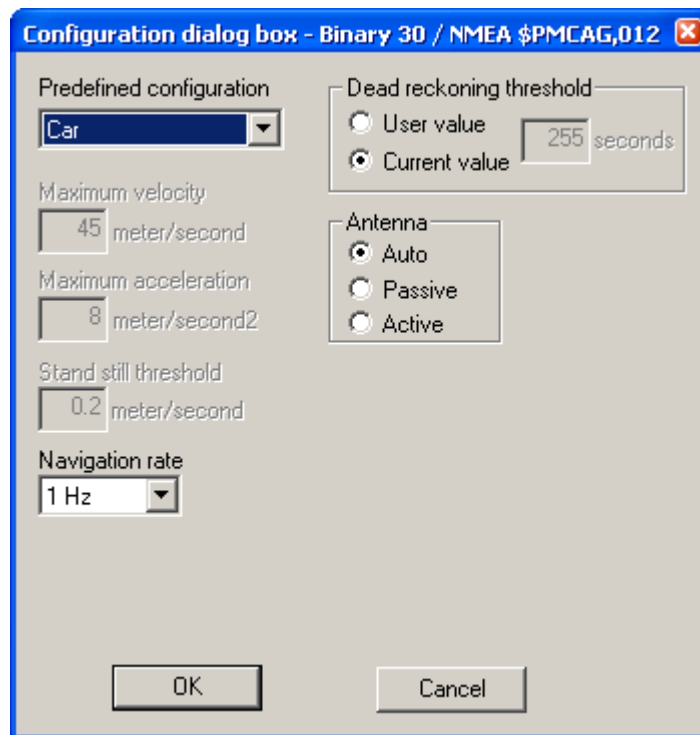 Configuration dialog box - Binary 30 / NMEA $PMCAG,012
Predefined configuration
Car
Maximum velocity
45 meter/second
Maximum acceleration
8 meter/second2
Stand still threshold
0.2 meter/second
Navigation rate
1 Hz
Dead reckoning threshold
User value
255 seconds
Current value
Antenna
Auto
Passive
Active
OK
Cancel